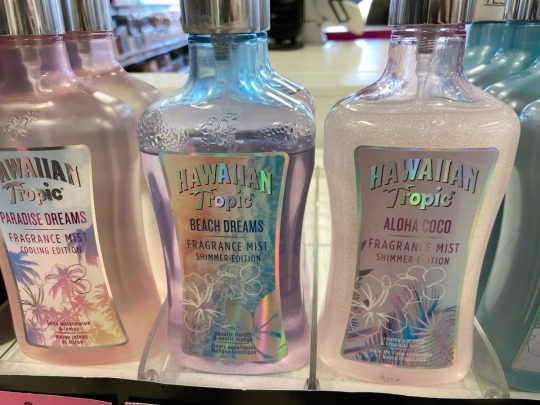 HAWAIIAN
Tropic
PARADISE DREAMS
FRAGRANCE MIST
COOLING EDITION
HAWAIIAN
Tropic
BEACH DREAMS
FRAGRANCE MIST
SHIMMER EDITION
HAWAIIAN
Tropic
ALOHA COCO
FRAGRANCE MIST
SHIMMER EDITION